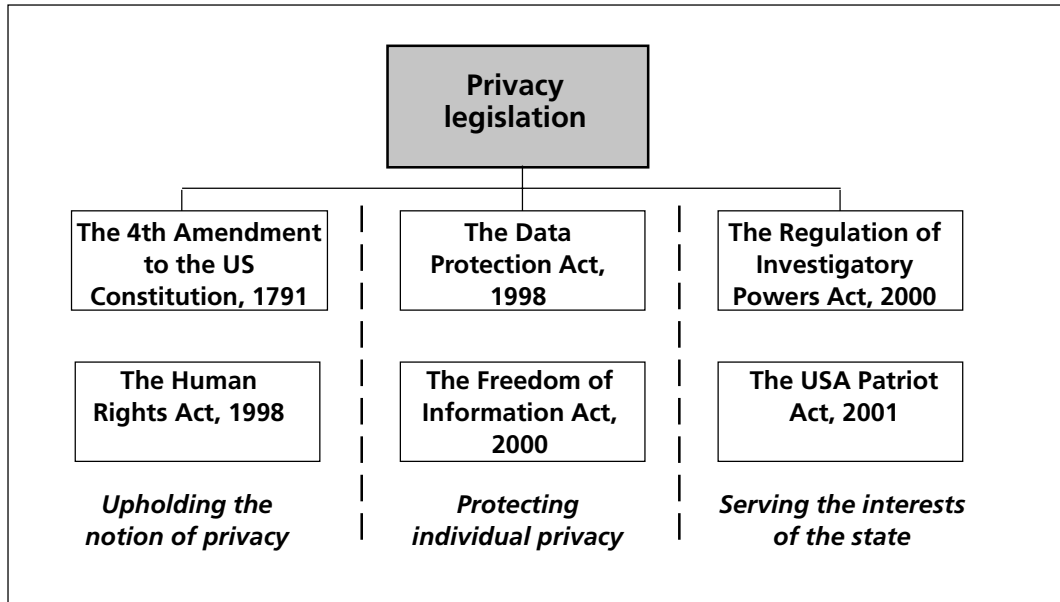 Privacy
legislation
The 4th Amendment
to the US
Constitution, 1791
The Data
Protection Act,
1998
The Regulation of
Investigatory
Powers Act, 2000
The Human
Rights Act, 1998
The Freedom of
Information Act,
2000
The USA Patriot
Act, 2001
Upholding the
notion of privacy
Protecting
individual privacy
Serving the interests
of the state